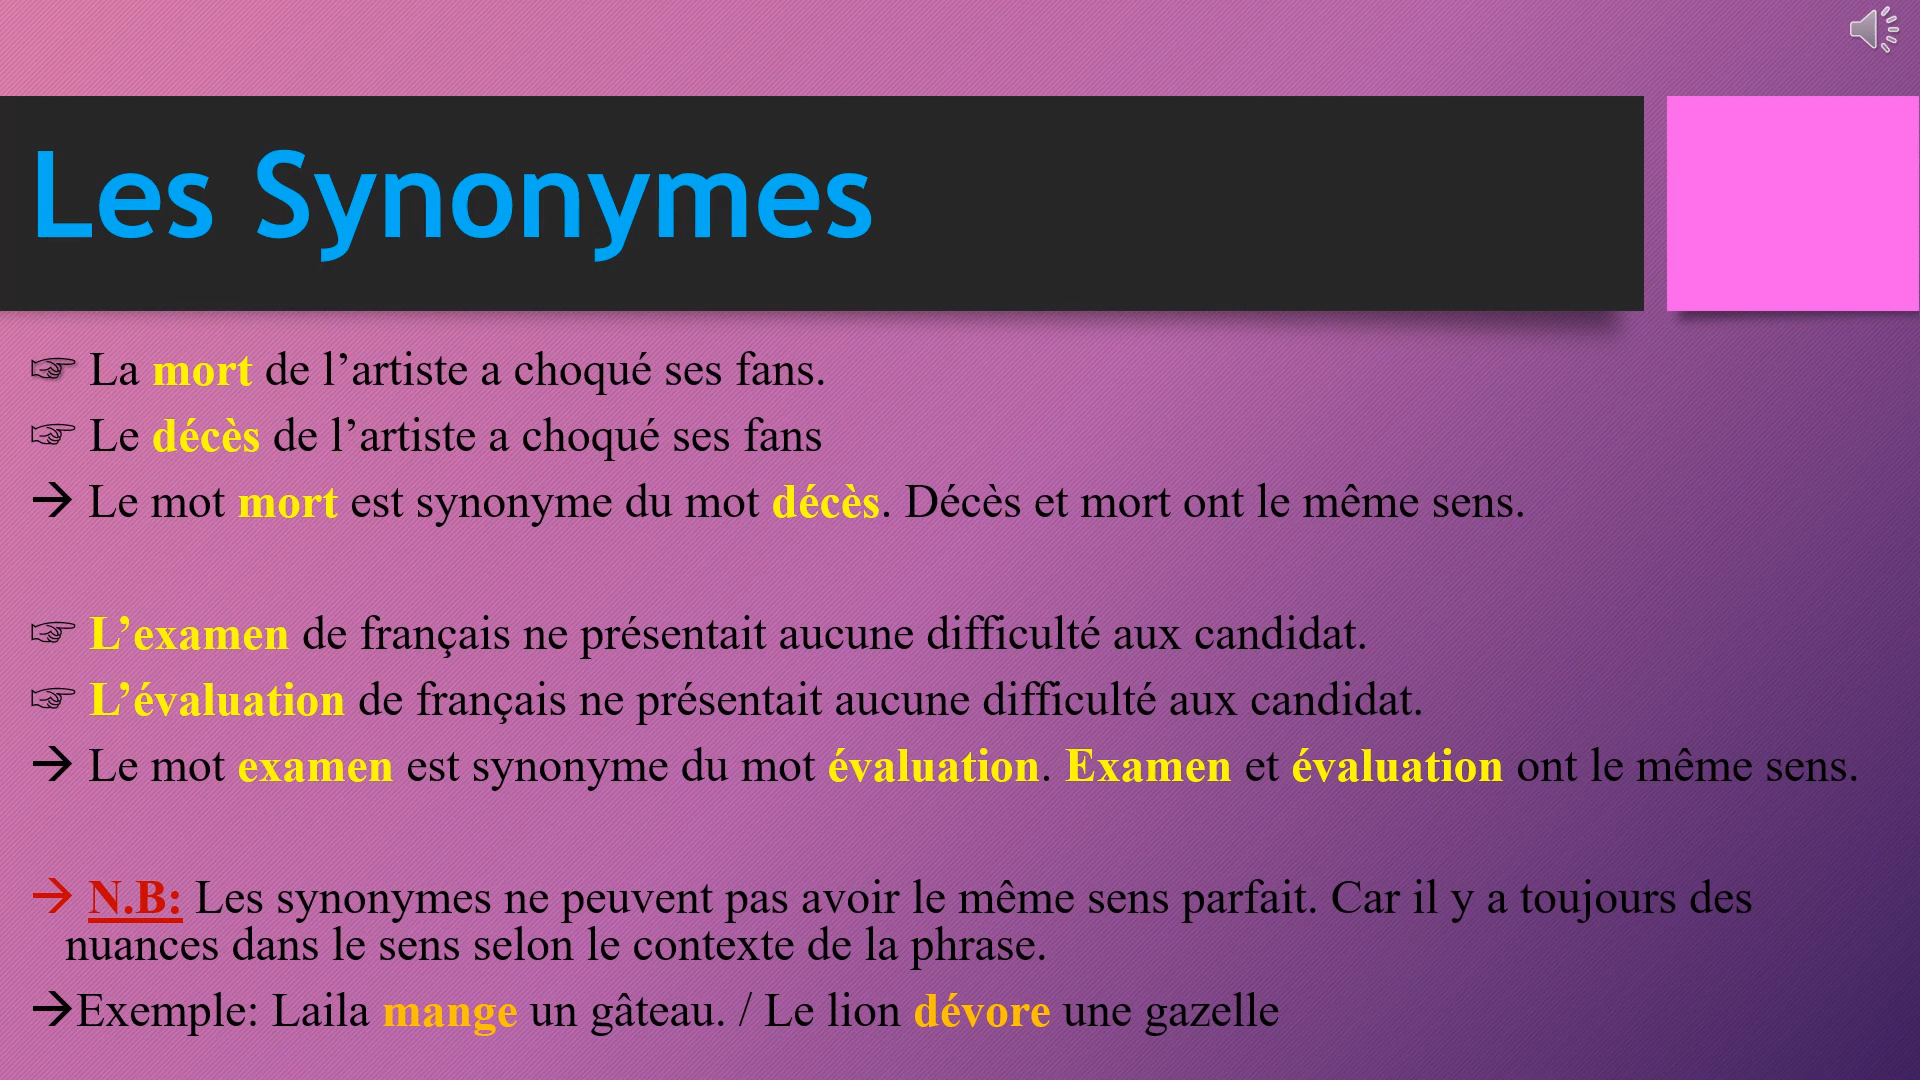 Les Synonymes
☞ La mort de l’artiste a choqué ses fans.
☞ Le décès de l’artiste a choqué ses fans
→ Le mot mort est synonyme du mot décès. Décès et mort ont le même sens.
☞ L’examen de français ne présentait aucune difficulté aux candidat.
☞ L’évaluation de français ne présentait aucune difficulté aux candidat.
→ Le mot examen est synonyme du mot évaluation. Examen et évaluation ont le même sens.
→ N.B: Les synonymes ne peuvent pas avoir le même sens parfait. Car il y a toujours des
nuances dans le sens selon le contexte de la phrase.
→Exemple: Laila mange un gâteau. / Le lion dévore une gazelle